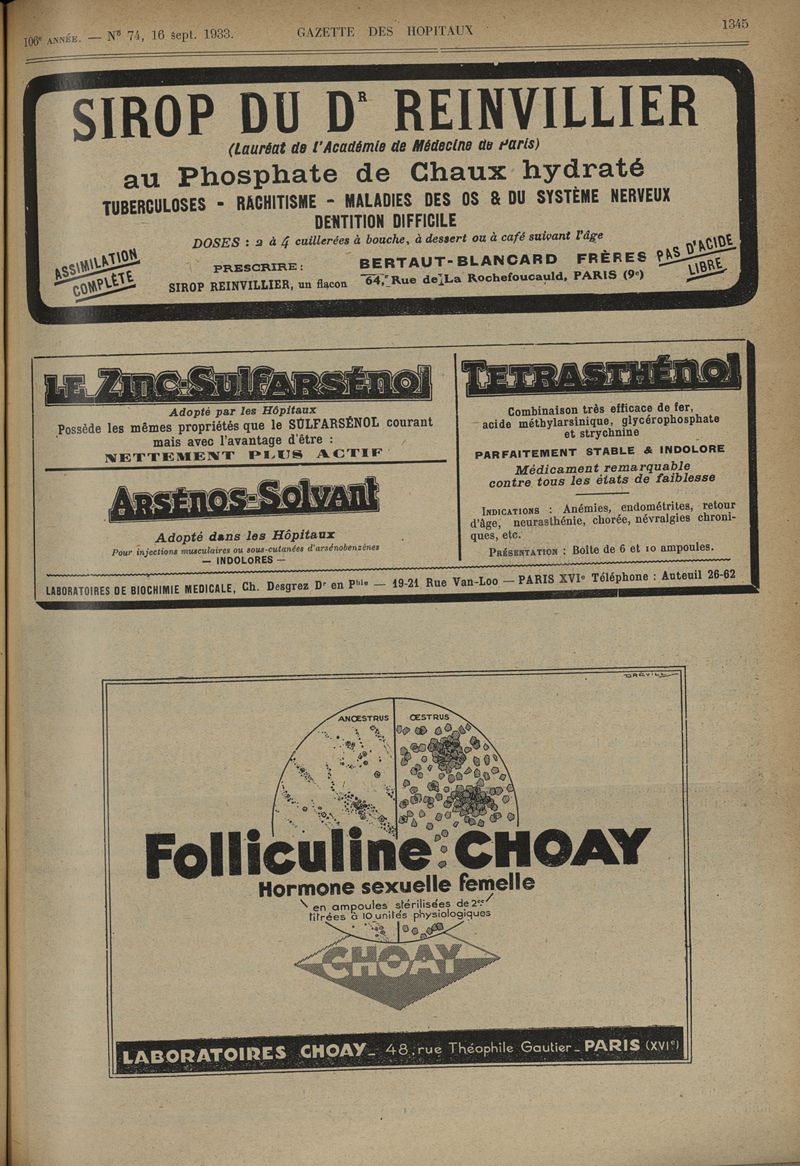 106e ANNÉE. — N° 74, 16 sept. 1933.
GAZETTE DES HOPITAUX
1345
SIROP DU DR REINVILLIER
(Lauréat de l'Académie de Médecine de Paris)
au Phosphate de Chaux hydraté
TUBERCULOSES - RACHITISME - MALADIES DES OS & DU SYSTÈME NERVEUX
DENTITION DIFFICILE
DOSES : 2 à 4 cuillerées à bouche, à dessert ou à café suivant l'âge
ASSIMILATION
COMPLÈTE
PRESCRIRE :
SIROP REINVILLIER, un flacon
BERTAUT-BLANCARD FRÈRES
64, Rue de La Rochefoucauld, PARIS (9e)
PAS D'ACIDE
LIBRE
LE ZINC-SULFARSÉNOL
Adopté par les Hôpitaux
Possède les mêmes propriétés que le SULFARSÉNOL courant
mais avec l'avantage d'être :
NETTEMENT PLUS ACTIF
ARSÉNOS-SOLVANT
Adopté dans les Hôpitaux
Pour injections musculaires ou sous-cutanées d'arsénobenzènes
— INDOLORES —
TETRASTHÉNOL
Combinaison très efficace de fer,
acide méthylarsinique, glycérophosphate
et strychnine
PARFAITEMENT STABLE & INDOLORE
Médicament remarquable
contre tous les états de faiblesse
INDICATIONS : Anémies, endométrites, retour
d'âge, neurasthénie, chorée, névralgies chroni-
ques, etc.
PRÉSENTATION : Boîte de 6 et 10 ampoules.
LABORATOIRES DE BIOCHIMIE MEDICALE, Ch. Desgrez Dr en Phie — 19-21 Rue Van-Loo — PARIS XVIe Téléphone : Auteuil 26-62
ANŒSTRUS
ŒSTRUS
Folliculine CHOAY
Hormone sexuelle femelle
en ampoules stérilisées de 2cc
titrées à 10 unités physiologiques
CHOAY
LABORATOIRES CHOAY_ 48, rue Théophile Gautier_ PARIS (XVIe)